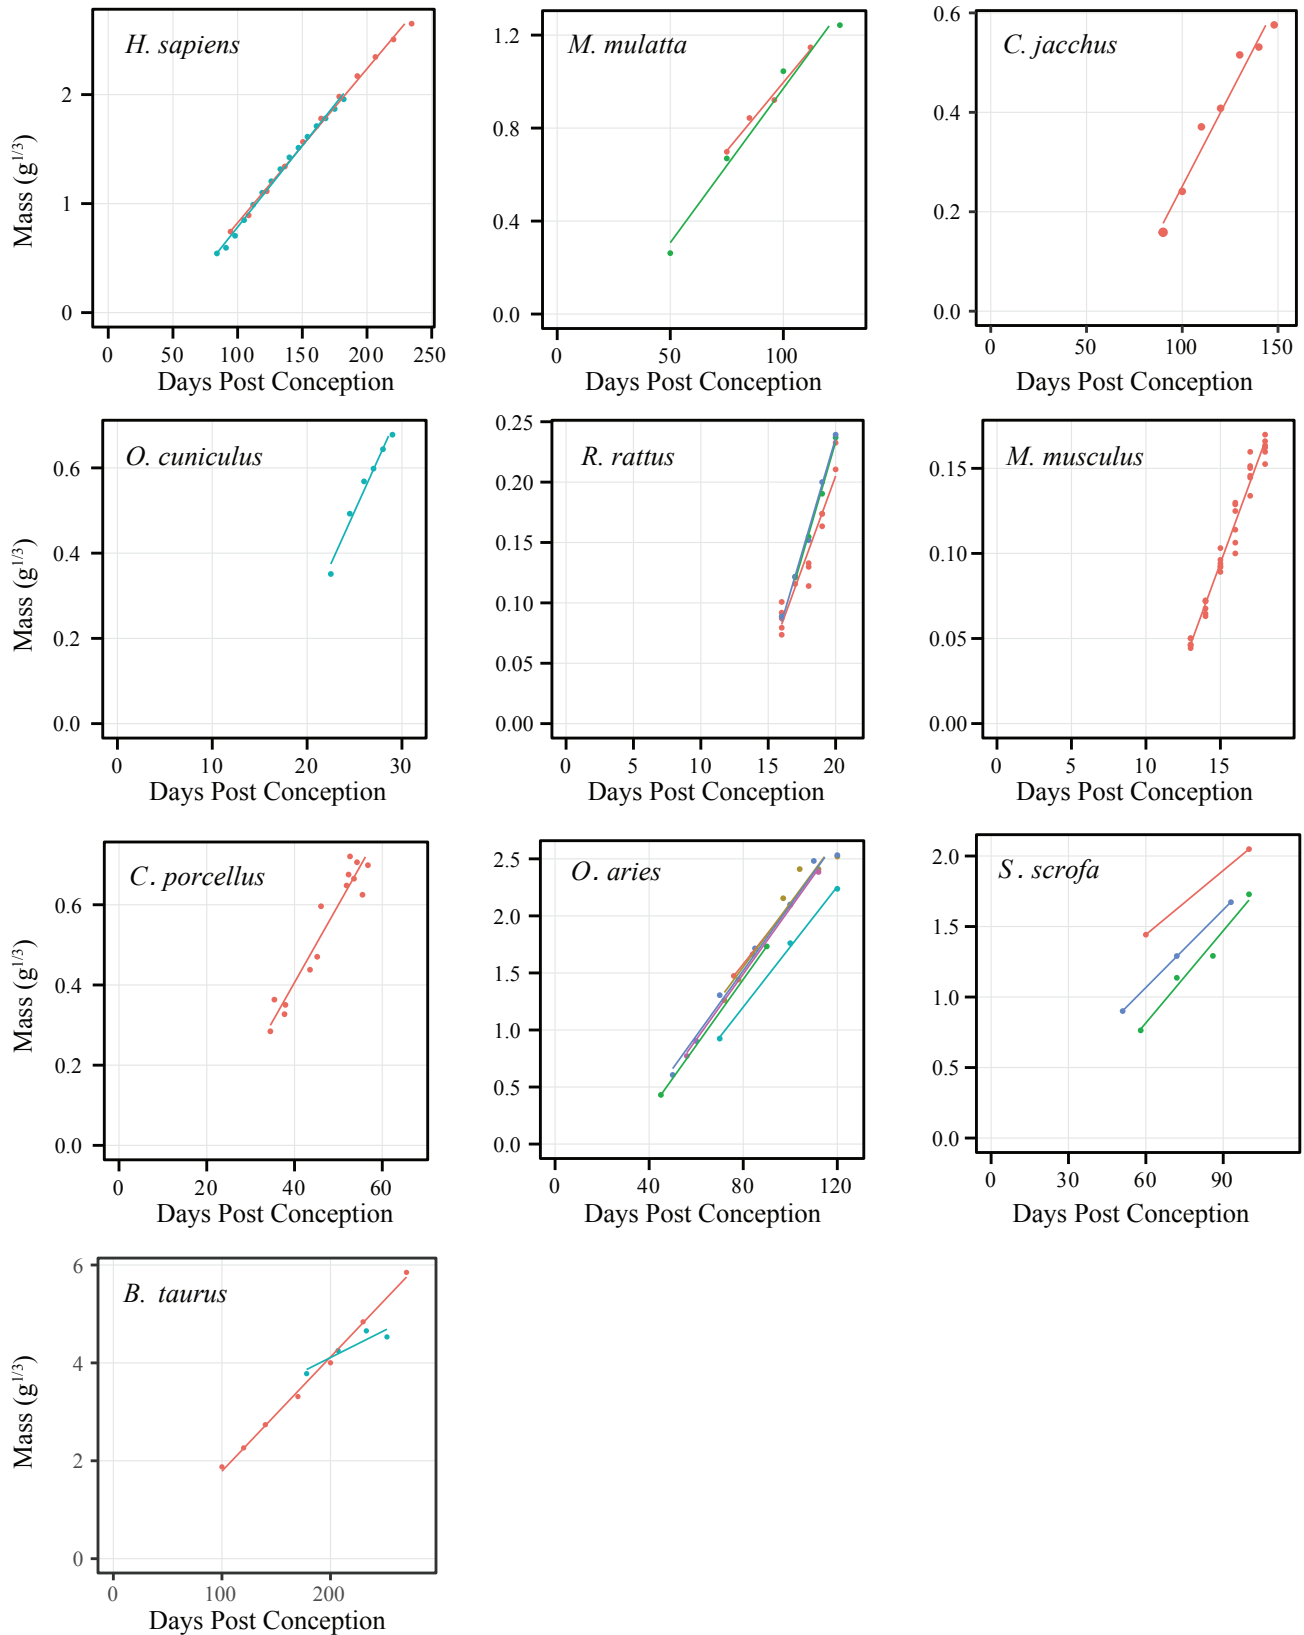 H. sapiens
Mass (g1/3)
2
1
0
0 50 100 150 200 250
Days Post Conception
M. mulatta
1.2
0.8
0.4
0.0
0 50 100
Days Post Conception
C. jacchus
0.6
0.4
0.2
0.0
0 50 100 150
Days Post Conception
O. cuniculus
Mass (g1/3)
0.6
0.4
0.2
0.0
0 10 20 30
Days Post Conception
R. rattus
0.25
0.20
0.15
0.10
0.05
0.00
0 5 10 15 20
Days Post Conception
M. musculus
0.15
0.10
0.05
0.00
0 5 10 15
Days Post Conception
C. porcellus
Mass (g1/3)
0.6
0.4
0.2
0.0
0 20 40 60
Days Post Conception
O. aries
2.5
2.0
1.5
1.0
0.5
0.0
0 40 80 120
Days Post Conception
S. scrofa
2.0
1.5
1.0
0.5
0.0
0 30 60 90
Days Post Conception
B. taurus
Mass (g1/3)
6
4
2
0
0 100 200
Days Post Conception